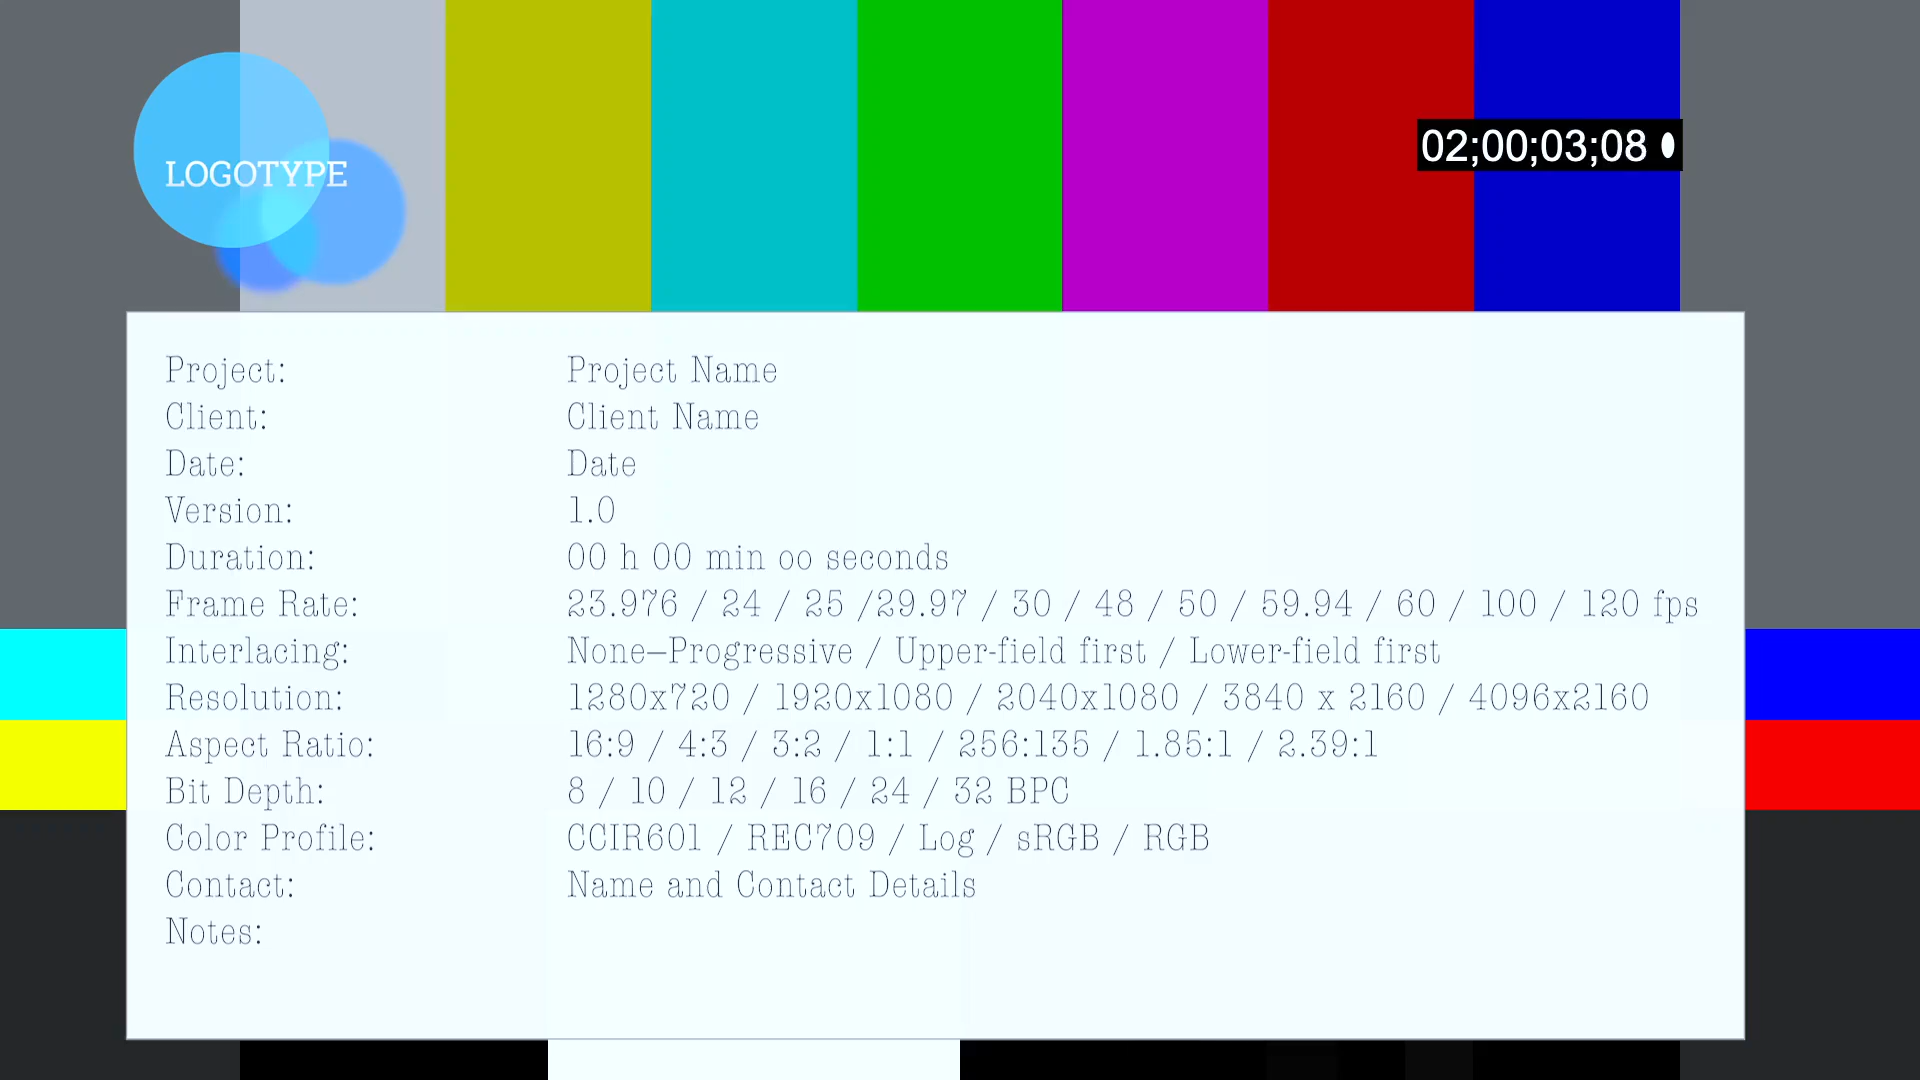 LOGOTYPE
02;00;03;08
Project: Project Name
Client: Client Name
Date: Date
Version: 1.0
Duration: 00 h 00 min oo seconds
Frame Rate: 23.976 / 24 / 25 /29.97 / 30 / 48 / 50 / 59.94 / 60 / 100 / 120 fps
Interlacing: None–Progressive / Upper-field first / Lower-field first
Resolution: 1280x720 / 1920x1080 / 2040x1080 / 3840 x 2160 / 4096x2160
Aspect Ratio: 16:9 / 4:3 / 3:2 / 1:1 / 256:135 / 1.85:1 / 2.39:1
Bit Depth: 8 / 10 / 12 / 16 / 24 / 32 BPC
Color Profile: CCIR601 / REC709 / Log / sRGB / RGB
Contact: Name and Contact Details
Notes: